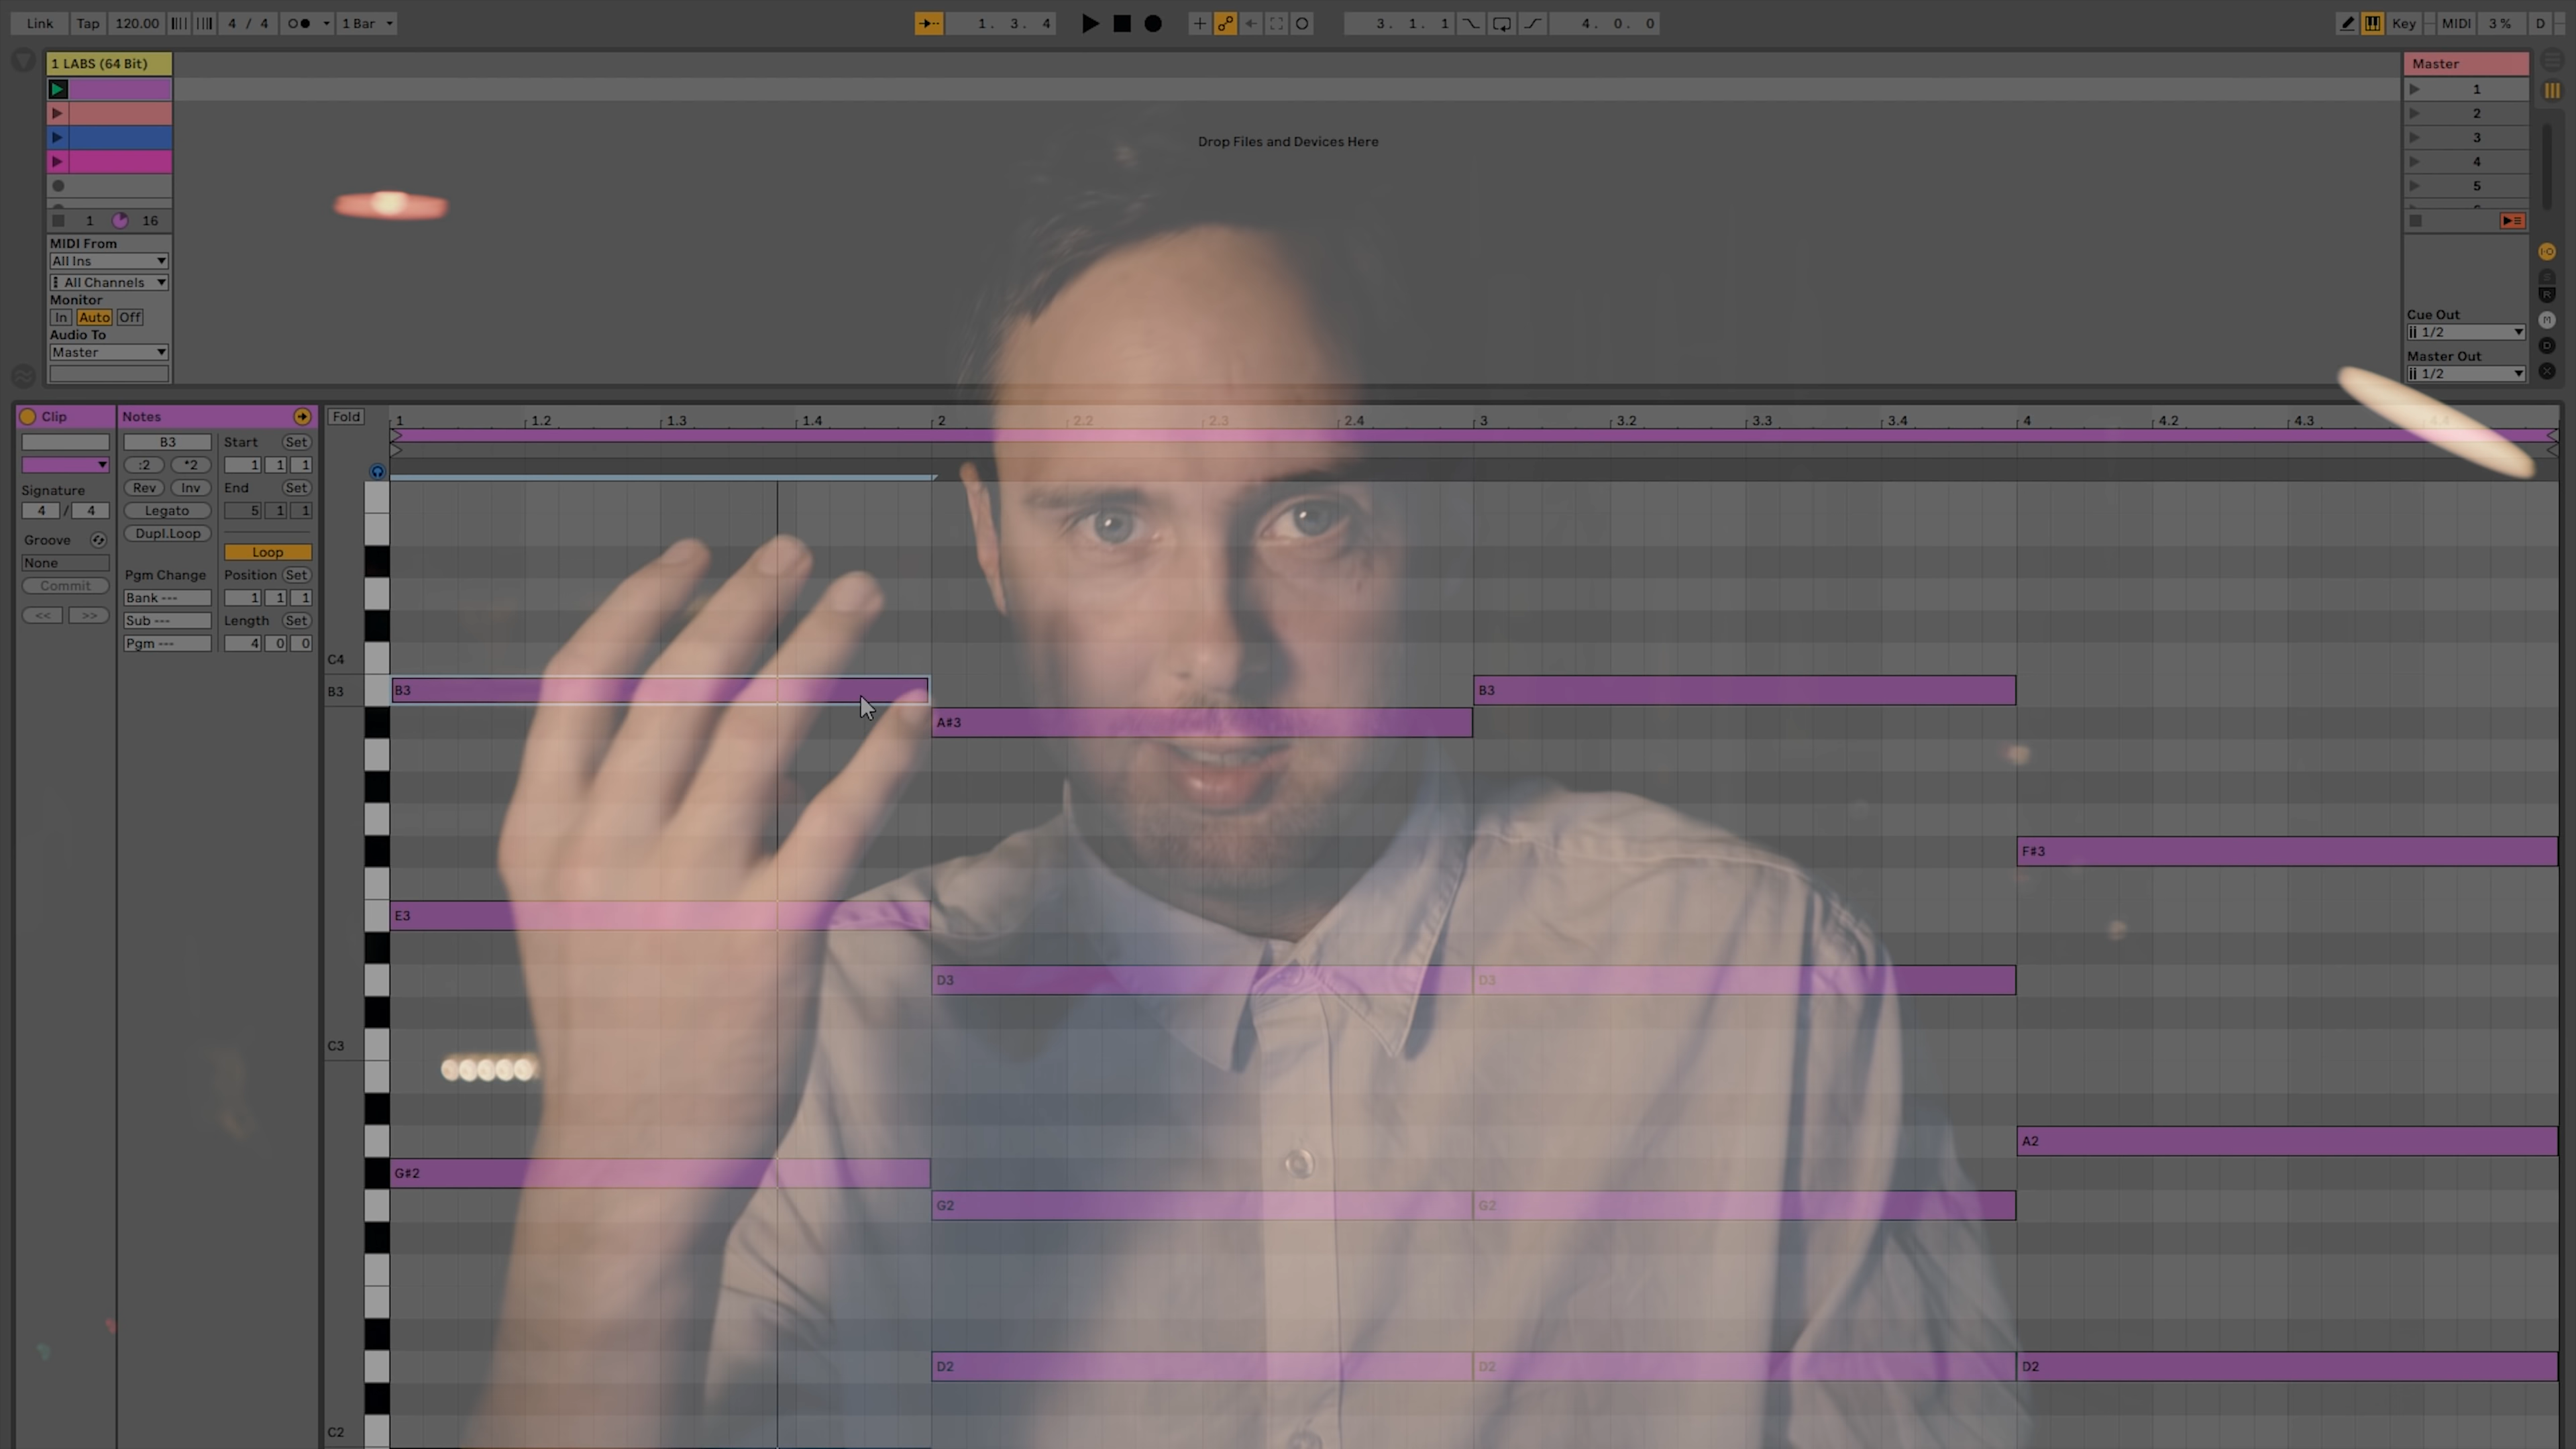 Link Tap 120.00 4 / 4 1 Bar 1. 3. 4 3. 1. 1 4. 0. 0 Key MIDI 3 % D
1 LABS (64 Bit)
Master
1
Drop Files and Devices Here
2
3
4
5
1 16
MIDI From
All Ins
All Channels
Monitor
In Auto Off
Audio To
Master
Cue Out
1/2
Master Out
1/2
Clip
Signature
4 / 4
Groove
None
Commit
<< >>
Notes
B3
:2 *2
Rev Inv
Legato
Dupl.Loop
Pgm Change
Bank ---
Sub ---
Pgm ---
Start Set
1 1 1
End Set
5 1 1
Loop
Position Set
1 1 1
Length Set
4 0 0
Fold 1 1.2 1.3 1.4 2 2.2 2.3 2.4 3 3.2 3.3 3.4 4 4.2 4.3 4.4
C4
B3 B3 B3
A#3
F#3
E3
D3 D3
C3
A2
G#2
G2 G2
D2 D2 D2
C2
I·O
S
R
M
D
X